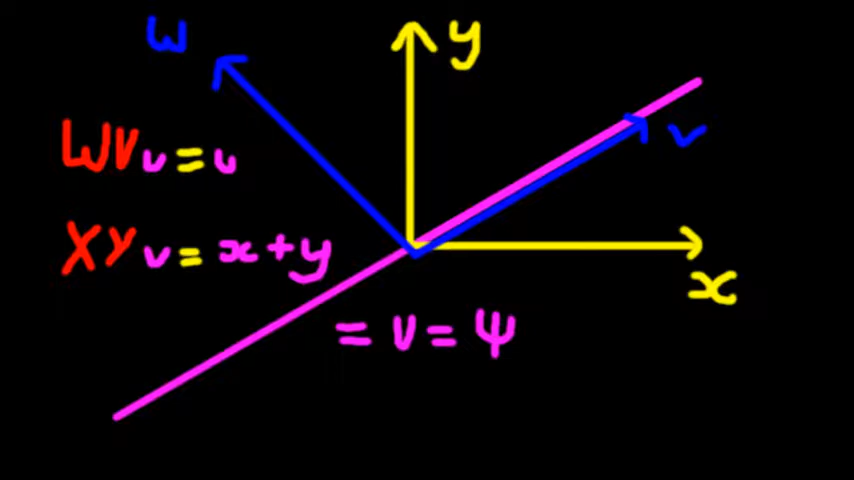 w
y
v
WV v = v
XY v = x + y
x
= v = ψ